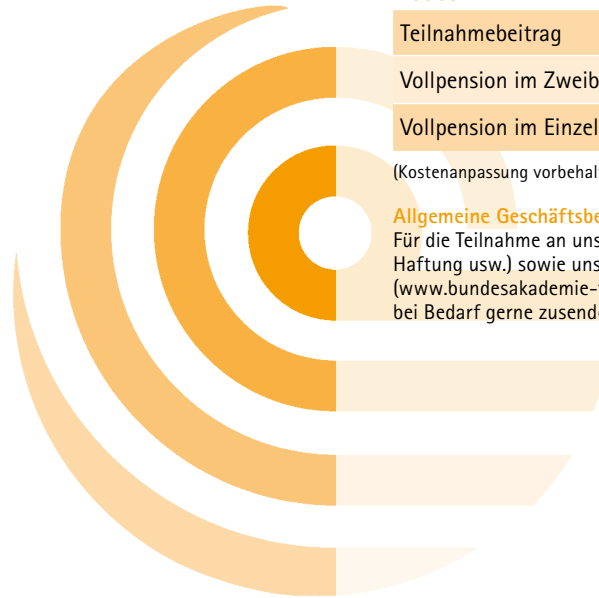 Teilnahmebeitrag
Vollpension im Zweib
Vollpension im Einzel
(Kostenanpassung vorbehal
Allgemeine Geschäftsbe
Für die Teilnahme an uns
Haftung usw.) sowie uns
(www.bundesakademie-
bei Bedarf gerne zusende